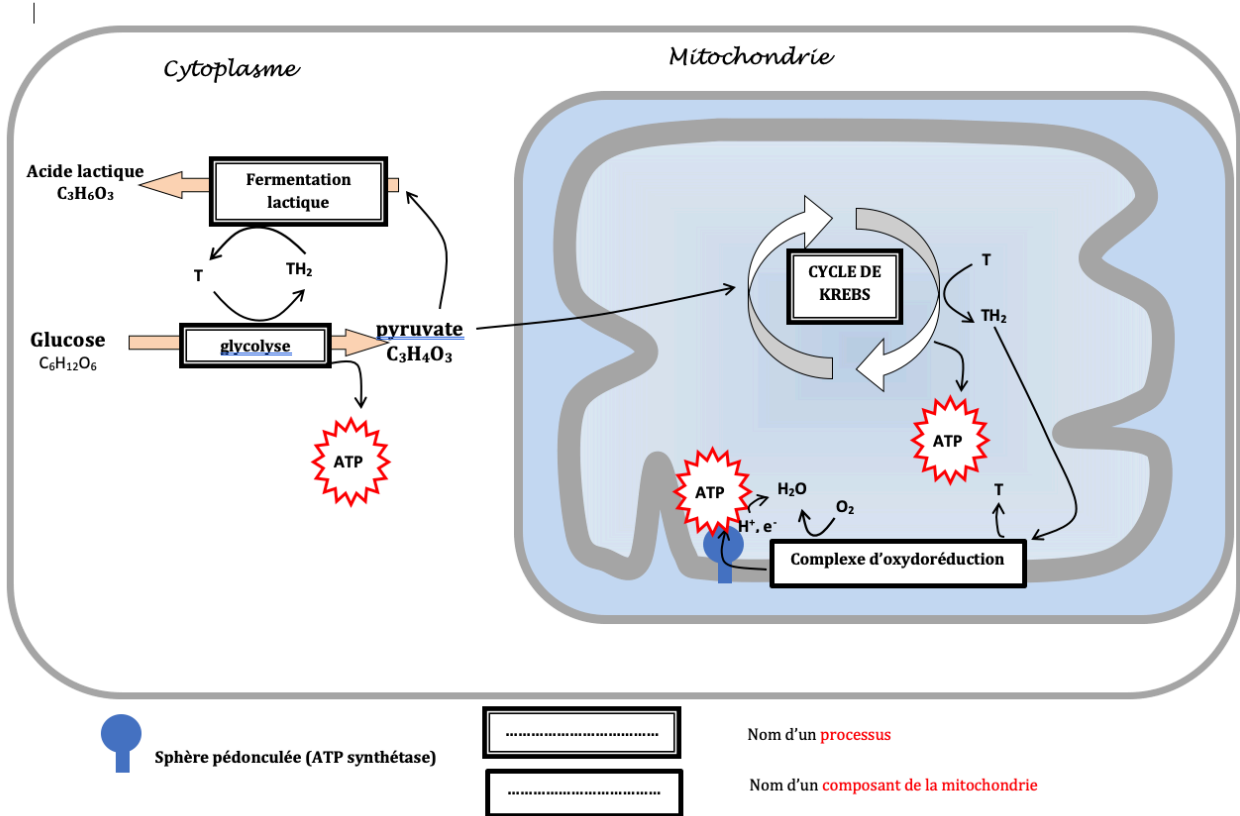 Cytoplasme
Mitochondrie
Acide lactique
C₃H₆O₃
Fermentation
lactique
T
TH₂
Glucose
C₆H₁₂O₆
glycolyse
pyruvate
C₃H₄O₃
ATP
CYCLE DE
KREBS
T
TH₂
ATP
ATP
H₂O
O₂
H⁺, e⁻
T
Complexe d'oxydoréduction
Sphère pédonculée (ATP synthétase)
...................................
Nom d'un processus
...................................
Nom d'un composant de la mitochondrie